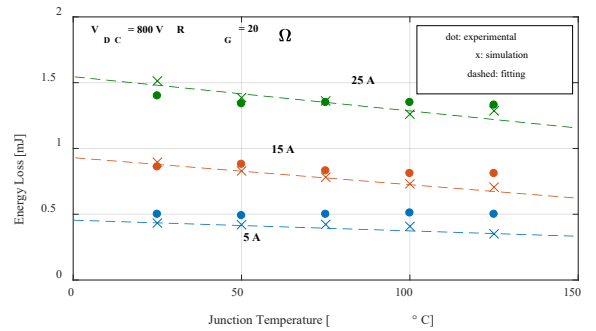 2
V DC = 800 V R G = 20 Ω
dot: experimental
x: simulation
dashed: fitting
25 A
1.5
1
15 A
0.5
5 A
0
0 50 100 150
Energy Loss [mJ]
Junction Temperature [ ° C]